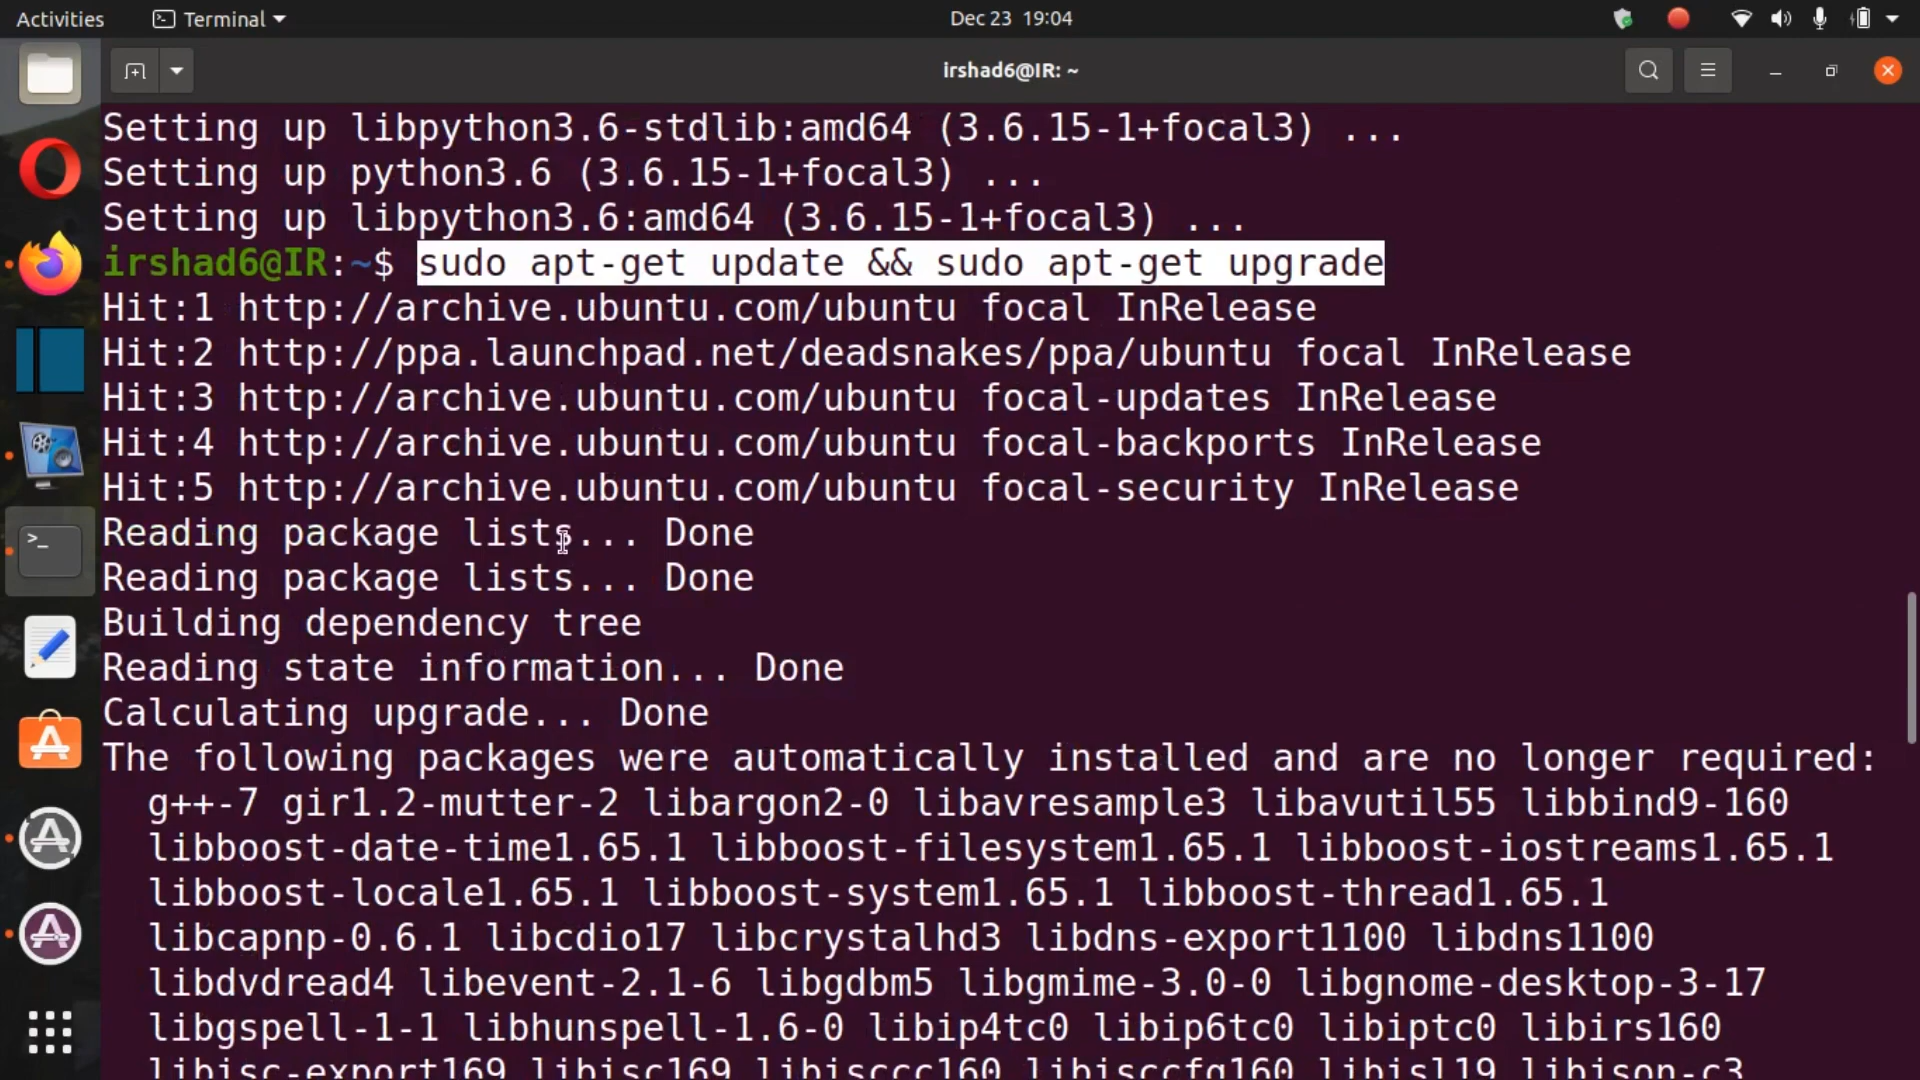 Activities
Terminal
Dec 23 19:04
irshad6@IR: ~
Setting up libpython3.6-stdlib:amd64 (3.6.15-1+focal3) ...
Setting up python3.6 (3.6.15-1+focal3) ...
Setting up libpython3.6:amd64 (3.6.15-1+focal3) ...
irshad6@IR:~$ sudo apt-get update && sudo apt-get upgrade
Hit:1 http://archive.ubuntu.com/ubuntu focal InRelease
Hit:2 http://ppa.launchpad.net/deadsnakes/ppa/ubuntu focal InRelease
Hit:3 http://archive.ubuntu.com/ubuntu focal-updates InRelease
Hit:4 http://archive.ubuntu.com/ubuntu focal-backports InRelease
Hit:5 http://archive.ubuntu.com/ubuntu focal-security InRelease
Reading package lists... Done
Reading package lists... Done
Building dependency tree
Reading state information... Done
Calculating upgrade... Done
The following packages were automatically installed and are no longer required:
g++-7 gir1.2-mutter-2 libargon2-0 libavresample3 libavutil55 libbind9-160
libboost-date-time1.65.1 libboost-filesystem1.65.1 libboost-iostreams1.65.1
libboost-locale1.65.1 libboost-system1.65.1 libboost-thread1.65.1
libcapnp-0.6.1 libcdio17 libcrystalhd3 libdns-export1100 libdns1100
libdvdread4 libevent-2.1-6 libgdbm5 libgmime-3.0-0 libgnome-desktop-3-17
libgspell-1-1 libhunspell-1.6-0 libip4tc0 libip6tc0 libiptc0 libirs160
libisc-export169 libisc169 libisccc160 libisccfg160 libisl19 libjson-c3